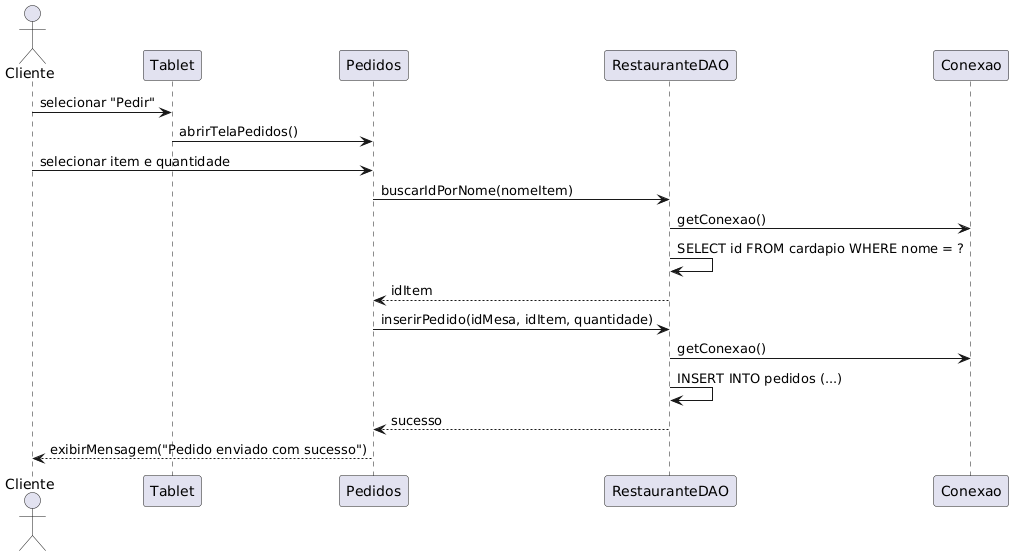 Cliente
Tablet
Pedidos
RestauranteDAO
Conexao
selecionar "Pedir"
abrirTelaPedidos()
selecionar item e quantidade
buscarIdPorNome(nomeItem)
getConexao()
SELECT id FROM cardapio WHERE nome = ?
idItem
inserirPedido(idMesa, idItem, quantidade)
getConexao()
INSERT INTO pedidos (...)
sucesso
exibirMensagem("Pedido enviado com sucesso")
Cliente
Tablet
Pedidos
RestauranteDAO
Conexao